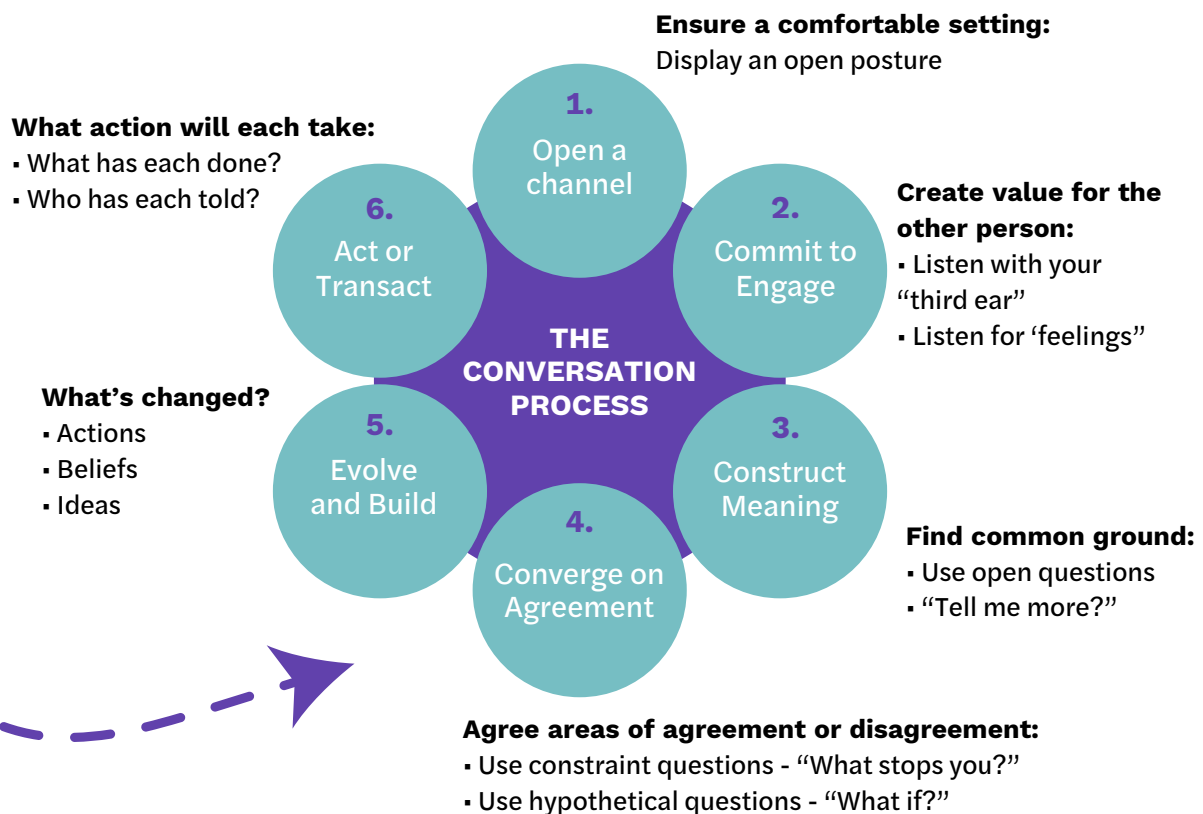 Ensure a comfortable setting:
Display an open posture
1.
Open a
channel
2.
Commit to
Engage
Create value for the
other person:
▪ Listen with your
“third ear”
▪ Listen for ‘feelings”
3.
Construct
Meaning
Find common ground:
▪ Use open questions
▪ “Tell me more?”
4.
Converge on
Agreement
Agree areas of agreement or disagreement:
▪ Use constraint questions - “What stops you?”
▪ Use hypothetical questions - “What if?”
5.
Evolve
and Build
What’s changed?
▪ Actions
▪ Beliefs
▪ Ideas
6.
Act or
Transact
What action will each take:
▪ What has each done?
▪ Who has each told?
THE
CONVERSATION
PROCESS